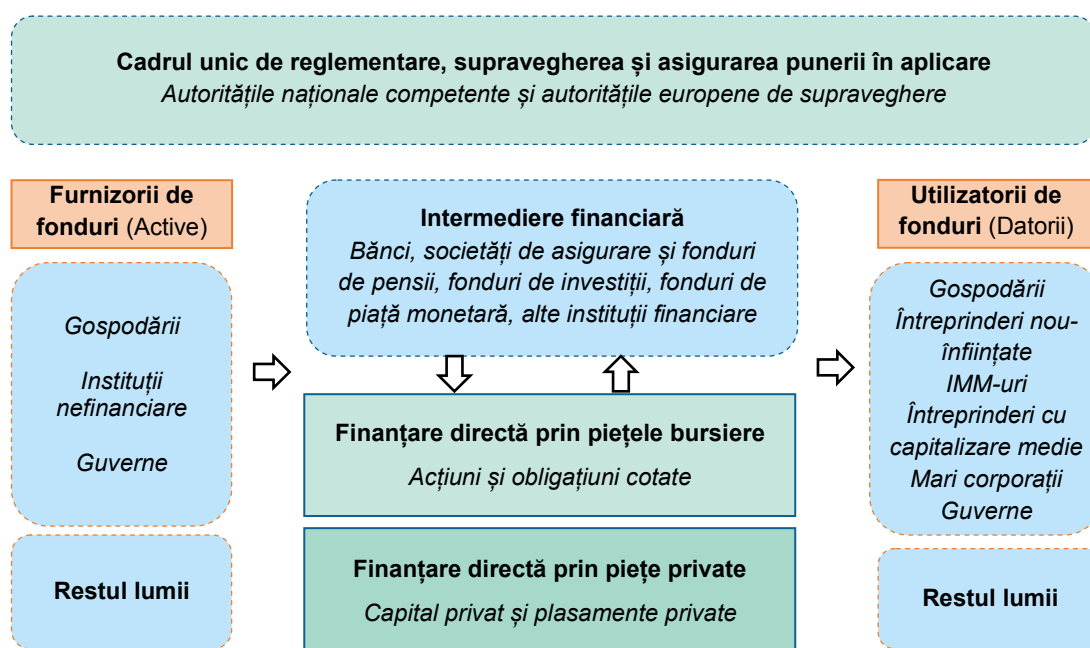 Cadrul unic de reglementare, supravegherea și asigurarea punerii în aplicare
Autoritățile naționale competente și autoritățile europene de supraveghere
Furnizorii de
fonduri (Active)
Gospodării
Instituții
nefinanciare
Guverne
Restul lumii
Intermediere financiară
Bănci, societăți de asigurare și fonduri
de pensii, fonduri de investiții, fonduri de
piață monetară, alte instituții financiare
Finanțare directă prin piețele bursiere
Acțiuni și obligațiuni cotate
Finanțare directă prin piețe private
Capital privat și plasamente private
Utilizatorii de
fonduri (Datorii)
Gospodării
Întreprinderi nou-
înființate
IMM-uri
Întreprinderi cu
capitalizare medie
Mari corporații
Guverne
Restul lumii